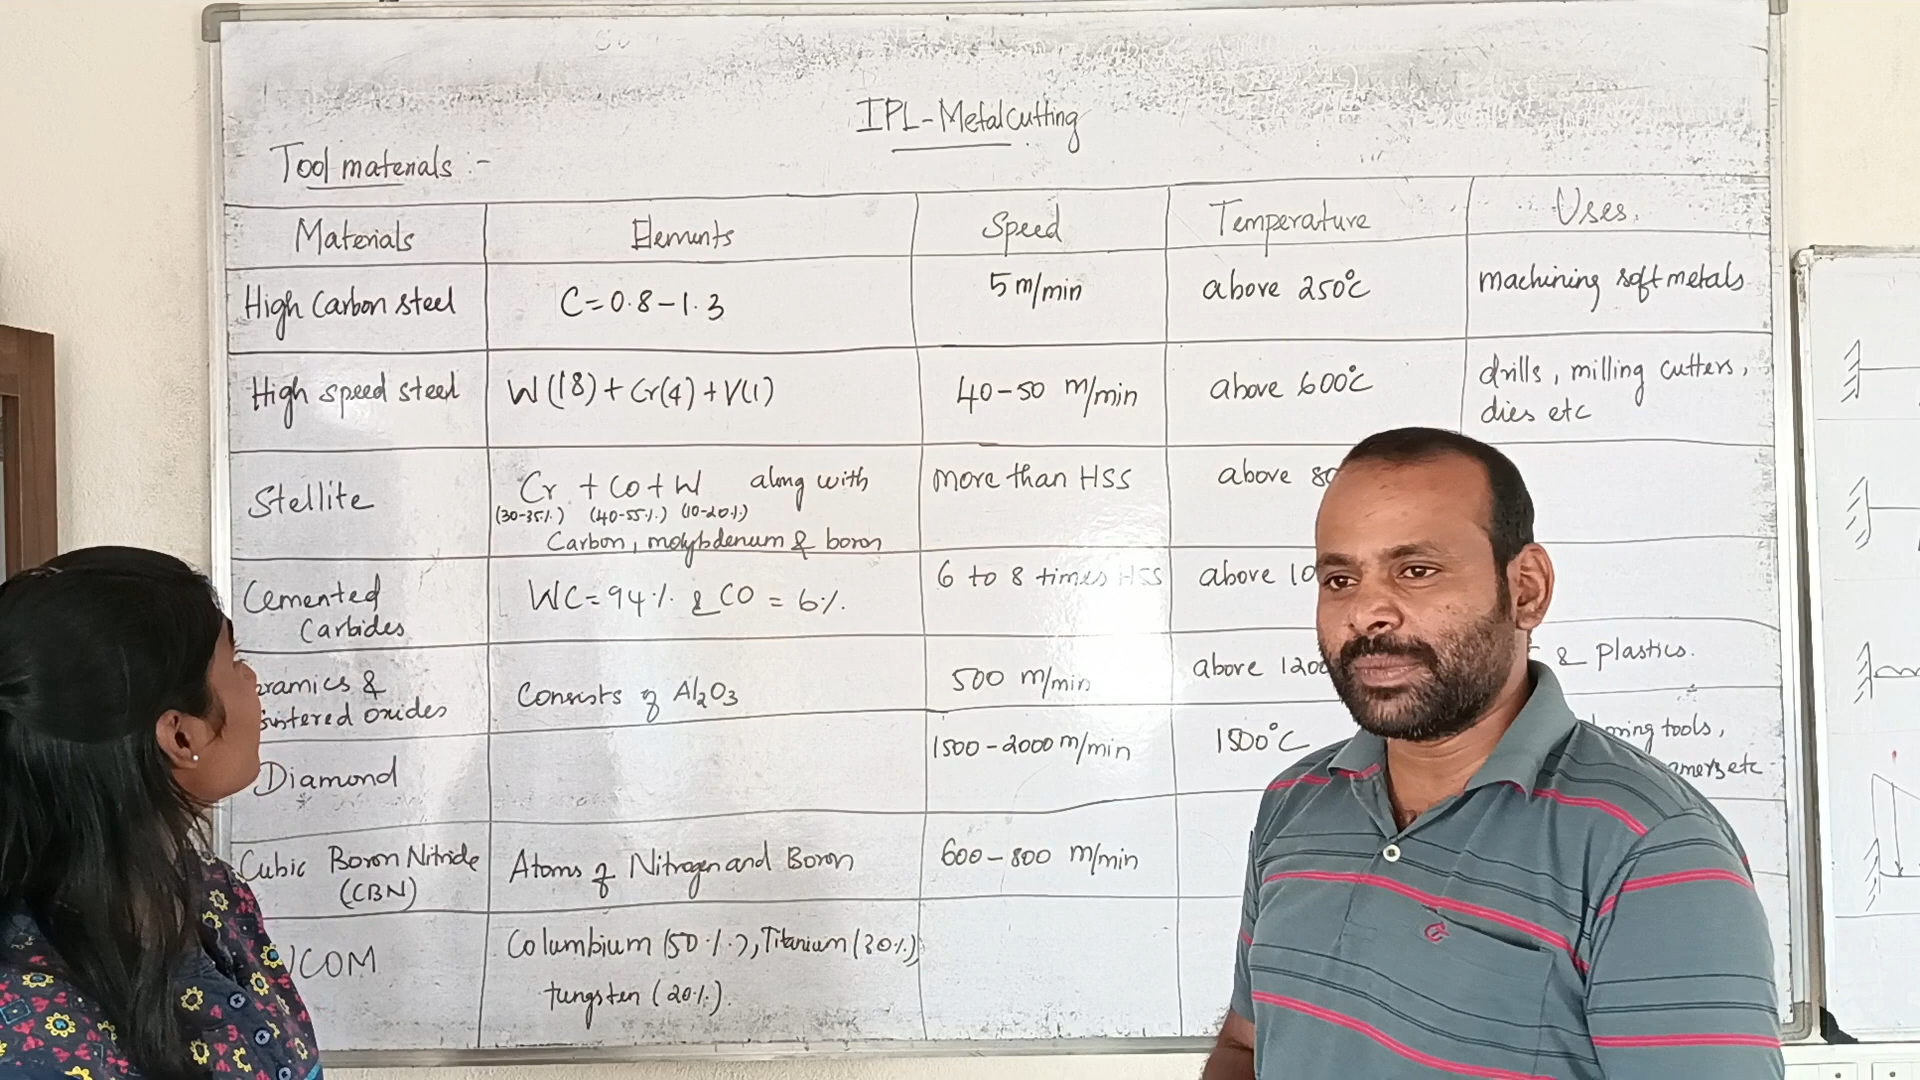 IPL-Metalcutting
Tool materials :-
Materials Elements Speed Temperature Uses.
High Carbon steel C=0.8-1.3 5 m/min above 250°C machining soft metals
High speed steel W(18)+Cr(4)+V(1) 40-50 m/min above 600°C drills, milling cutters,
dies etc
Stellite Cr + Co + W along with more than HSS above
(30-35%) (40-55%) (10-20%)
Carbon, molybdenum & boron
Cemented WC=94% & CO = 6% 6 to 8 times HSS above
Carbides
& Consists of Al2O3 500 m/min above & plastics.
oxides
Diamond 1500-2000 m/min 1500°C tools,
etc
Cubic Boron Nitride Atoms of Nitrogen and Boron 600-800 m/min
(CBN)
Columbium (50%), Titanium (30%),
tungsten (20%).